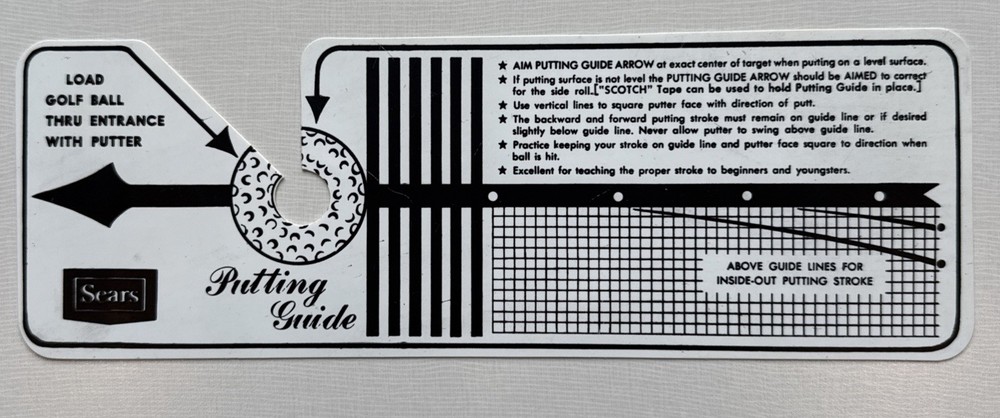 LOAD
GOLF BALL
THRU ENTRANCE
WITH PUTTER
Sears
Putting
Guide
★ AIM PUTTING GUIDE ARROW at exact center of target when putting on a level surface.
★ If putting surface is not level the PUTTING GUIDE ARROW should be AIMED to correct
for the side roll.["SCOTCH" Tape can be used to hold Putting Guide in place.]
★ Use vertical lines to square putter face with direction of putt.
★ The backward and forward putting stroke must remain on guide line or if desired
slightly below guide line. Never allow putter to swing above guide line.
★ Practice keeping your stroke on guide line and putter face square to direction when
ball is hit.
★ Excellent for teaching the proper stroke to beginners and youngsters.
ABOVE GUIDE LINES FOR
INSIDE-OUT PUTTING STROKE